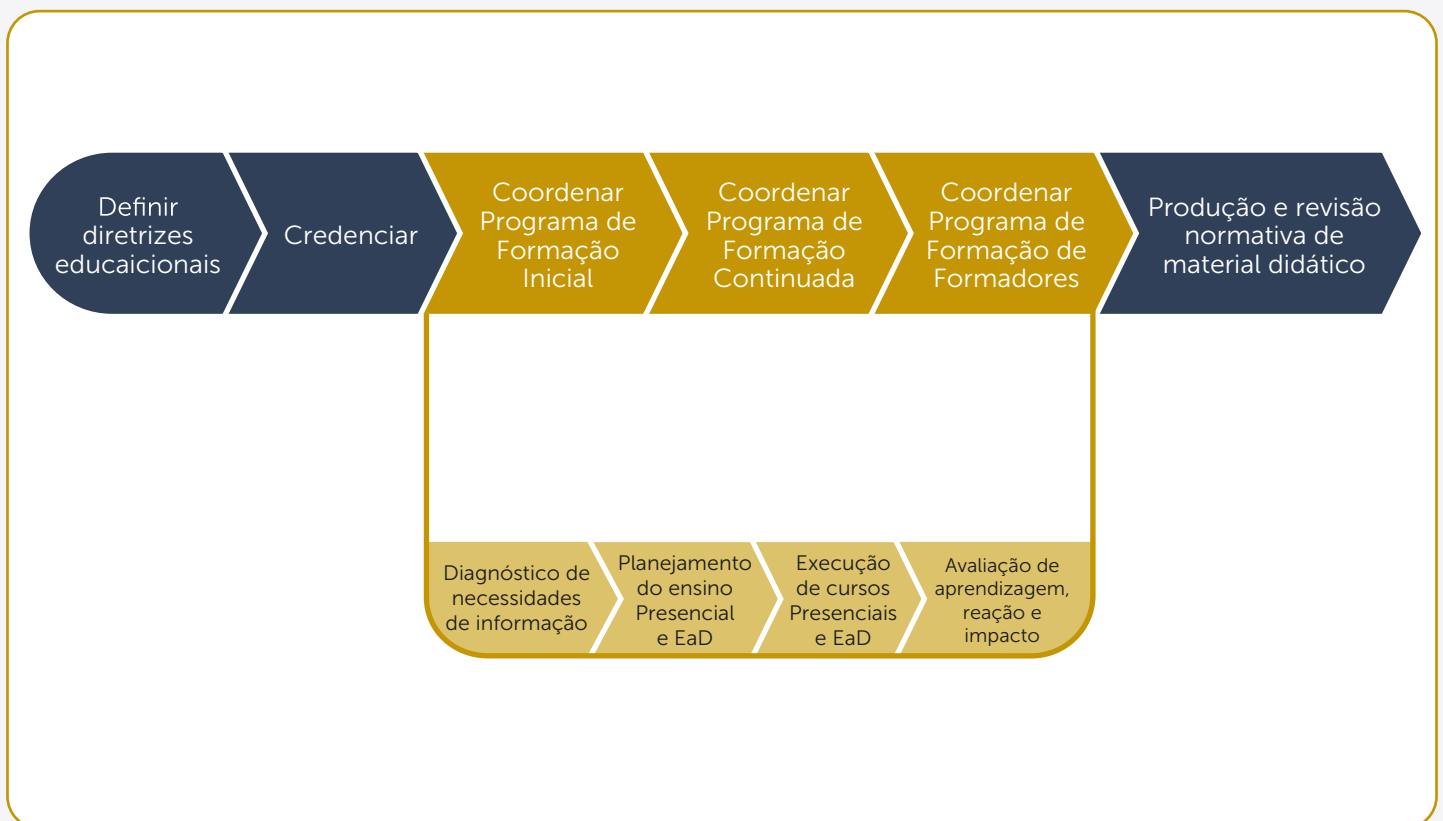 Definir
diretrizes
educaicionais
Credenciar
Coordenar
Programa de
Formação
Inicial
Coordenar
Programa de
Formação
Continuada
Coordenar
Programa de
Formação de
Formadores
Produção e revisão
normativa de
material didático
Diagnóstico de
necessidades
de informação
Planejamento
do ensino
Presencial
e EaD
Execução
de cursos
Presenciais
e EaD
Avaliação de
aprendizagem,
reação e
impacto